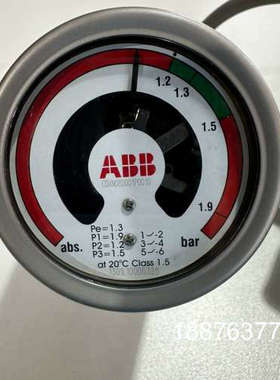 1.2
1.3
1.5
1.9
ABB
abs.
bar
Pe=1.3
P1=1.9 1-2
P2=1.2 3-4
P3=1.5 5-6
at 20°C Class 1.5
18876377